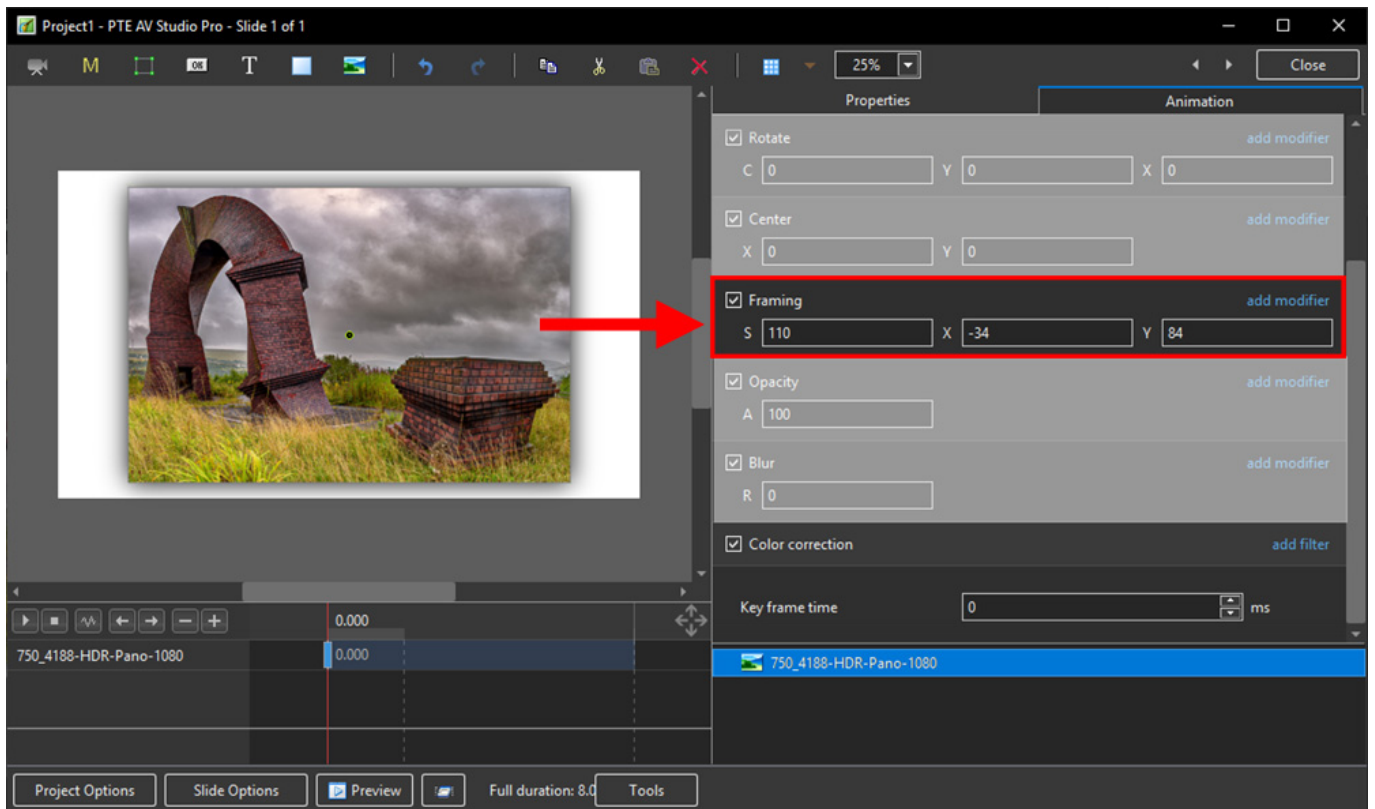 Project1 - PTE AV Studio Pro - Slide 1 of 1
M OK T 25% Close
Properties Animation
Rotate add modifier
C 0 Y 0 X 0
Center add modifier
X 0 Y 0
Framing add modifier
S 110 X -34 Y 84
Opacity add modifier
A 100
Blur add modifier
R 0
Color correction add filter
Key frame time 0 ms
0.000
750_4188-HDR-Pano-1080 0.000
750_4188-HDR-Pano-1080
Project Options Slide Options Preview Full duration: 8.0 Tools